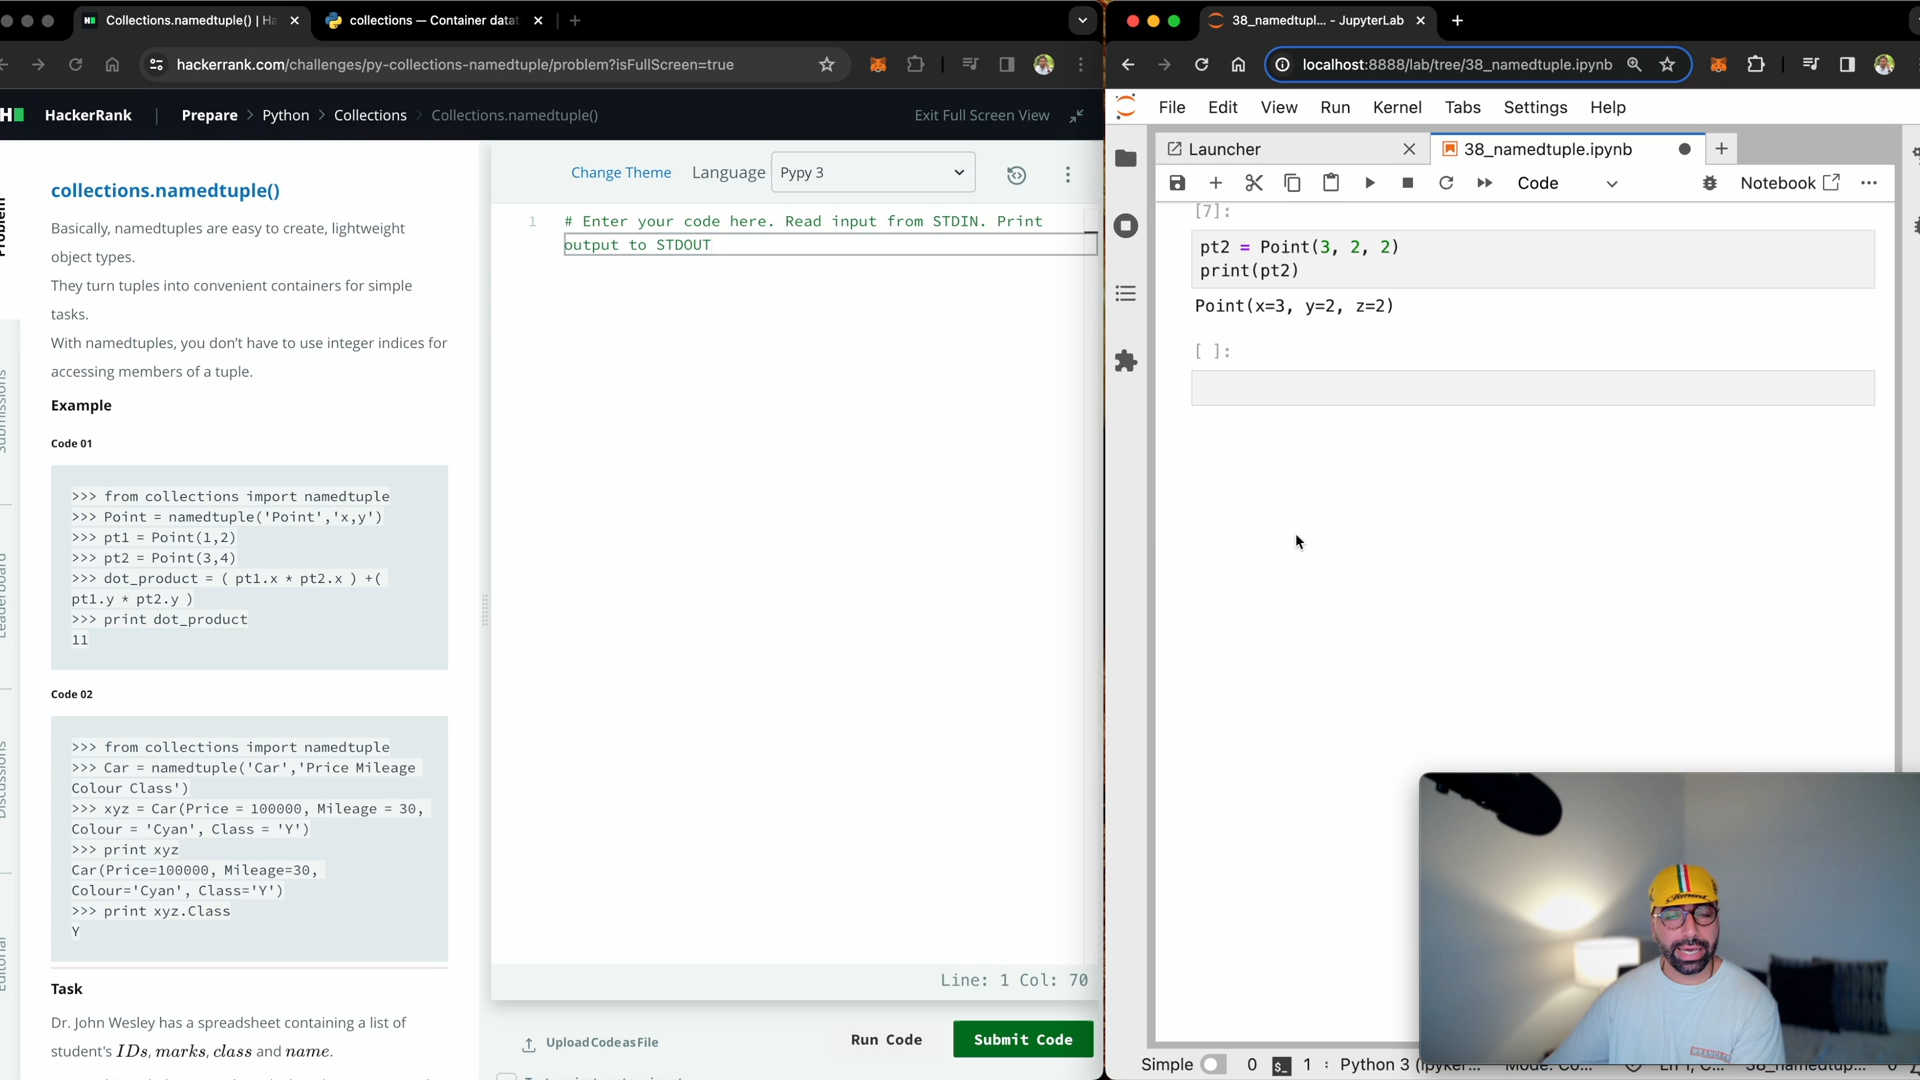 Collections.namedtuple() | Ha
collections — Container datat
hackerrank.com/challenges/py-collections-namedtuple/problem?isFullScreen=true
HackerRank | Prepare > Python > Collections > Collections.namedtuple()
Exit Full Screen View
Problem
Submissions
Leaderboard
Discussions
Editorial
collections.namedtuple()
Basically, namedtuples are easy to create, lightweight
object types.
They turn tuples into convenient containers for simple
tasks.
With namedtuples, you don't have to use integer indices for
accessing members of a tuple.
Example
Code 01
>>> from collections import namedtuple
>>> Point = namedtuple('Point','x,y')
>>> pt1 = Point(1,2)
>>> pt2 = Point(3,4)
>>> dot_product = ( pt1.x * pt2.x ) +(
pt1.y * pt2.y )
>>> print dot_product
11
Code 02
>>> from collections import namedtuple
>>> Car = namedtuple('Car','Price Mileage
Colour Class')
>>> xyz = Car(Price = 100000, Mileage = 30,
Colour = 'Cyan', Class = 'Y')
>>> print xyz
Car(Price=100000, Mileage=30,
Colour='Cyan', Class='Y')
>>> print xyz.Class
Y
Task
Dr. John Wesley has a spreadsheet containing a list of
student's IDs, marks, class and name.
Change Theme Language Pypy 3
1 # Enter your code here. Read input from STDIN. Print
output to STDOUT
Line: 1 Col: 70
Upload Code as File Run Code Submit Code
38_namedtupl... - JupyterLab
localhost:8888/lab/tree/38_namedtuple.ipynb
File Edit View Run Kernel Tabs Settings Help
Launcher 38_namedtuple.ipynb
Code Notebook
[7]:
pt2 = Point(3, 2, 2)
print(pt2)
Point(x=3, y=2, z=2)
[ ]:
Simple 0 1 Python 3 (ipyker...